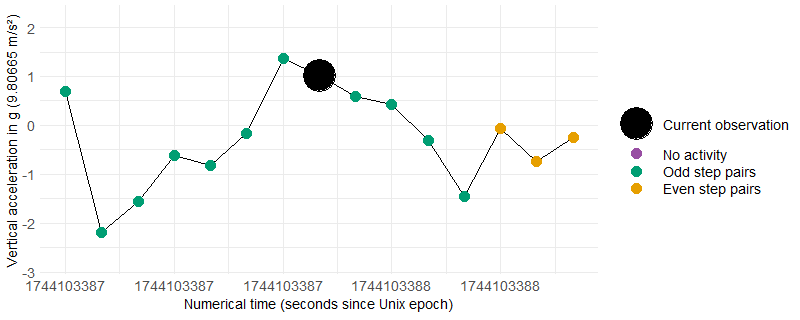 Vertical acceleration in g (9.80665 m/s²)
2
1
0
-1
-2
-3
1744103387 1744103387 1744103387 1744103388 1744103388
Numerical time (seconds since Unix epoch)
Current observation
No activity
Odd step pairs
Even step pairs